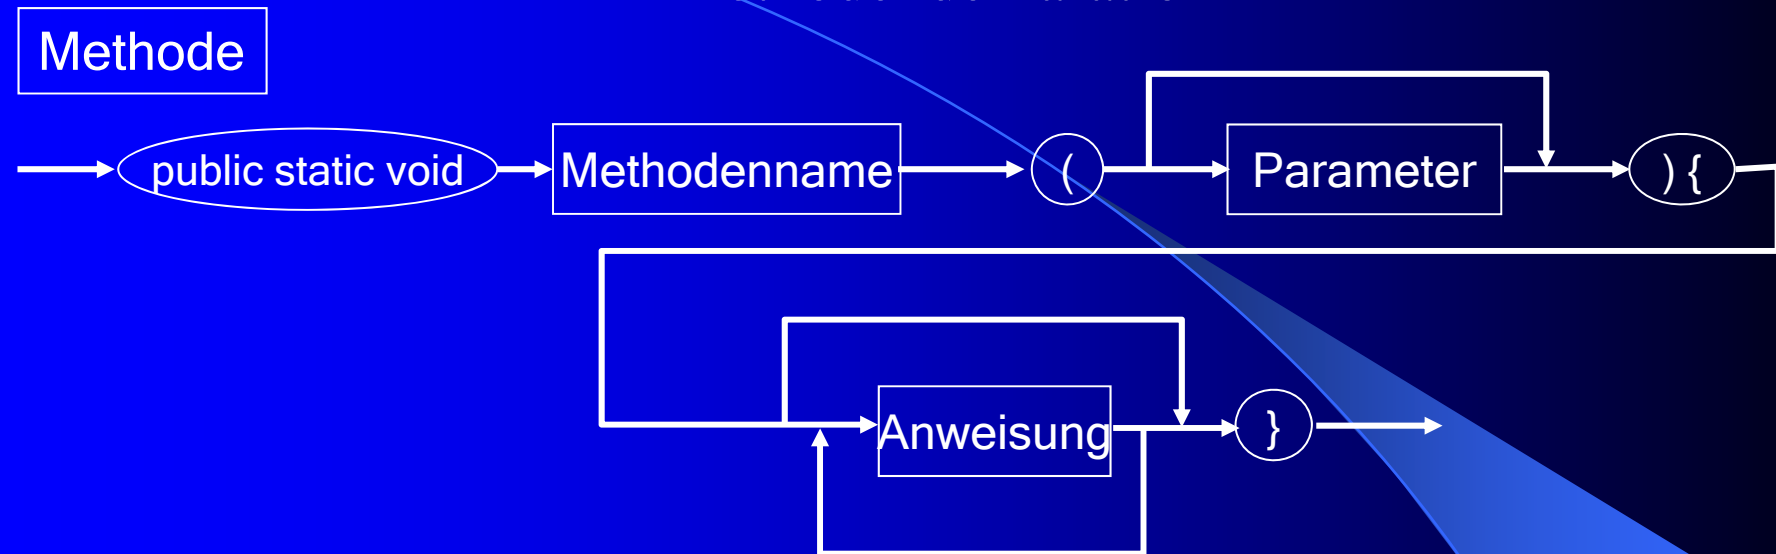 Methode
public static void
Methodenname
(
Parameter
) {
Anweisung
}